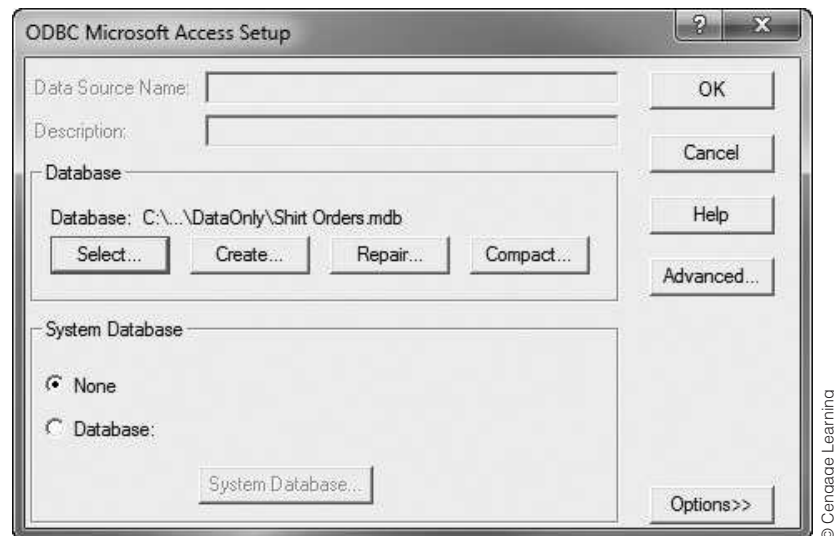 ODBC Microsoft Access Setup
? X
Data Source Name:
OK
Description:
Cancel
Database
Database: C:\...\DataOnly\Shirt Orders.mdb
Help
Select...
Create...
Repair...
Compact...
Advanced...
System Database
None
Database:
System Database...
Options>>
© Cengage Learning